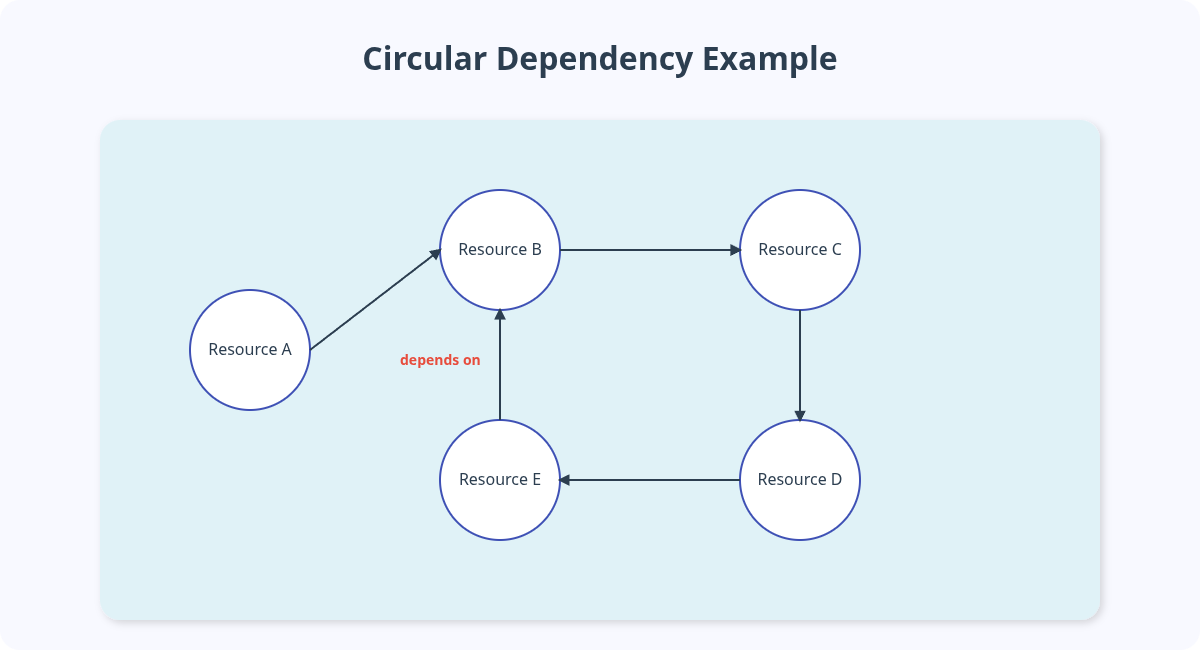 Circular Dependency Example
Resource B
Resource C
Resource A
depends on
Resource E
Resource D